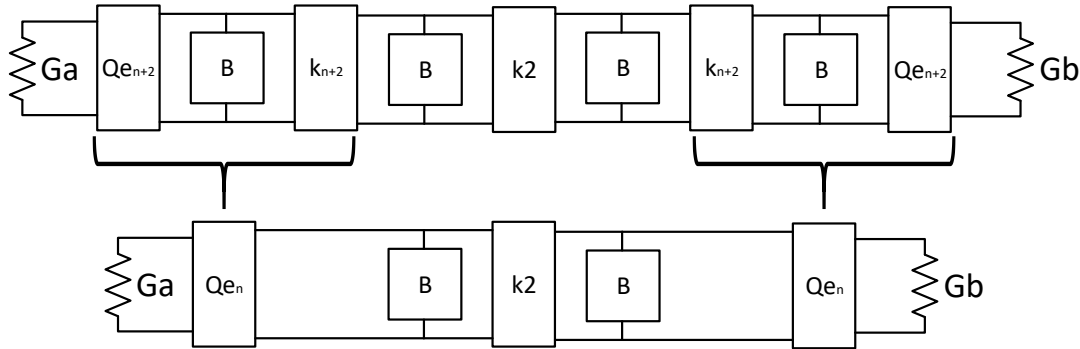 Ga Qeₙ₊₂ B kₙ₊₂ B k2 B kₙ₊₂ B Qeₙ₊₂ Gb
Ga Qeₙ B k2 B Qeₙ Gb